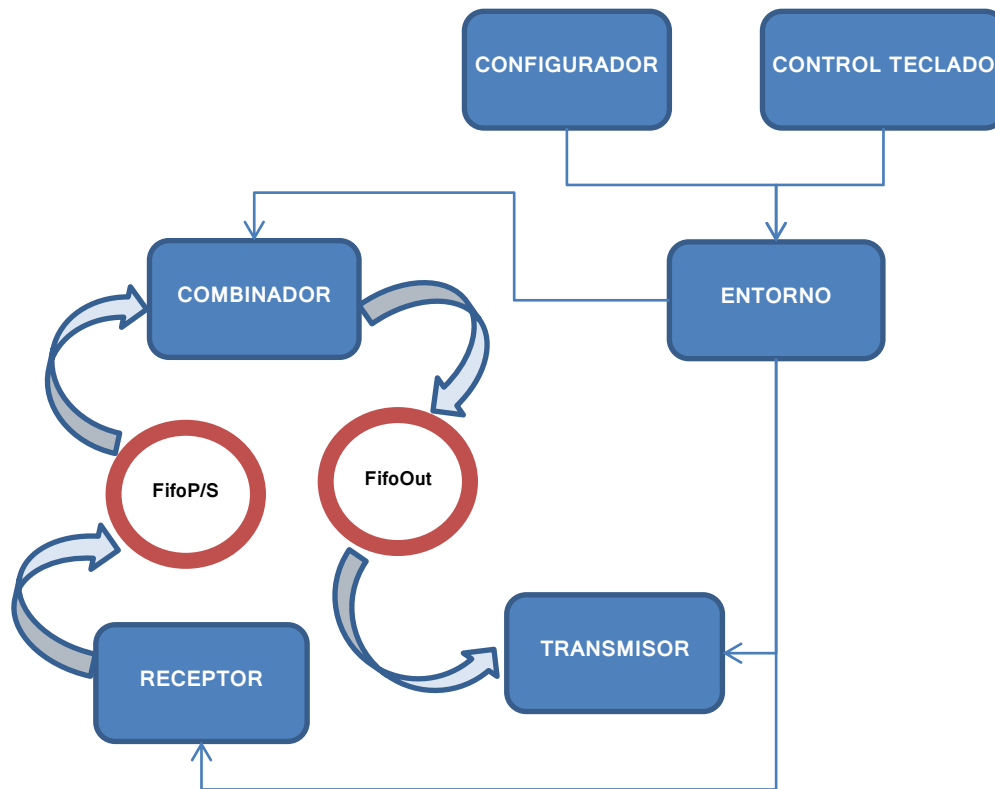 CONFIGURADOR
CONTROL TECLADO
COMBINADOR
ENTORNO
FifoP/S
FifoOut
RECEPTOR
TRANSMISOR